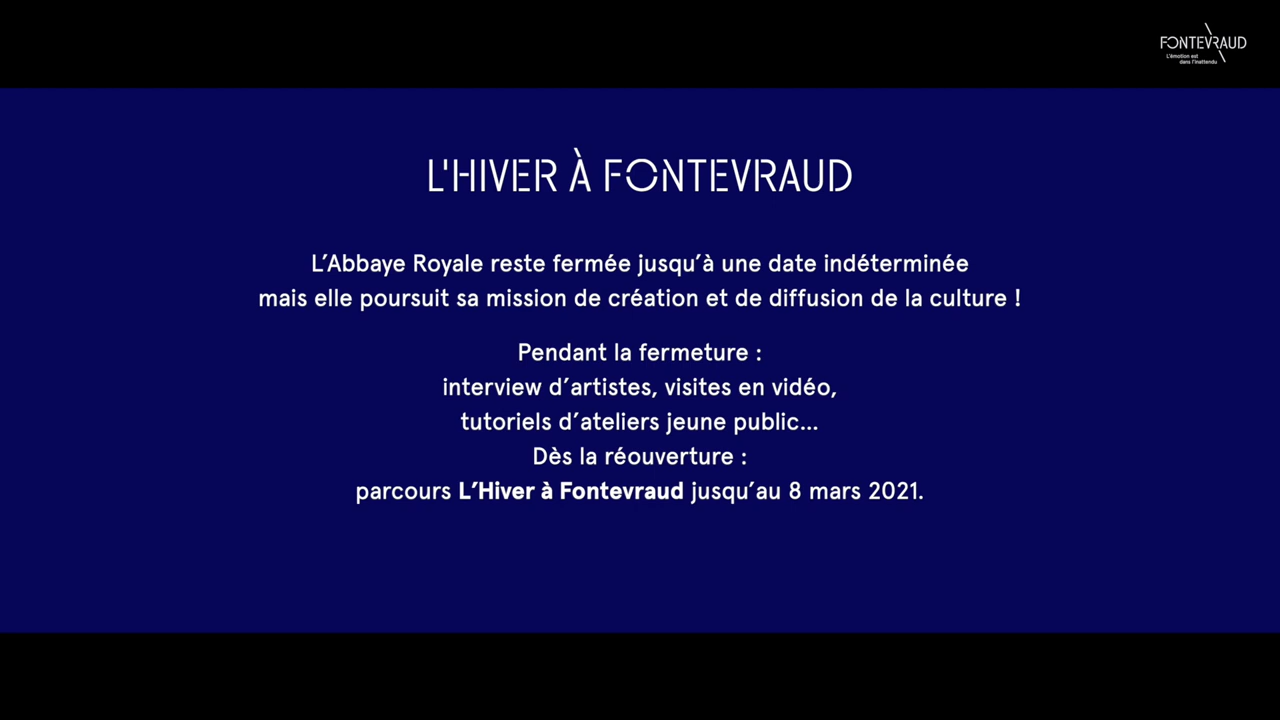 FONTEVRAUD
L'émotion est
dans l'inattendu
L'HIVER À FONTEVRAUD
L’Abbaye Royale reste fermée jusqu’à une date indéterminée
mais elle poursuit sa mission de création et de diffusion de la culture !
Pendant la fermeture :
interview d’artistes, visites en vidéo,
tutoriels d’ateliers jeune public...
Dès la réouverture :
parcours L’Hiver à Fontevraud jusqu’au 8 mars 2021.